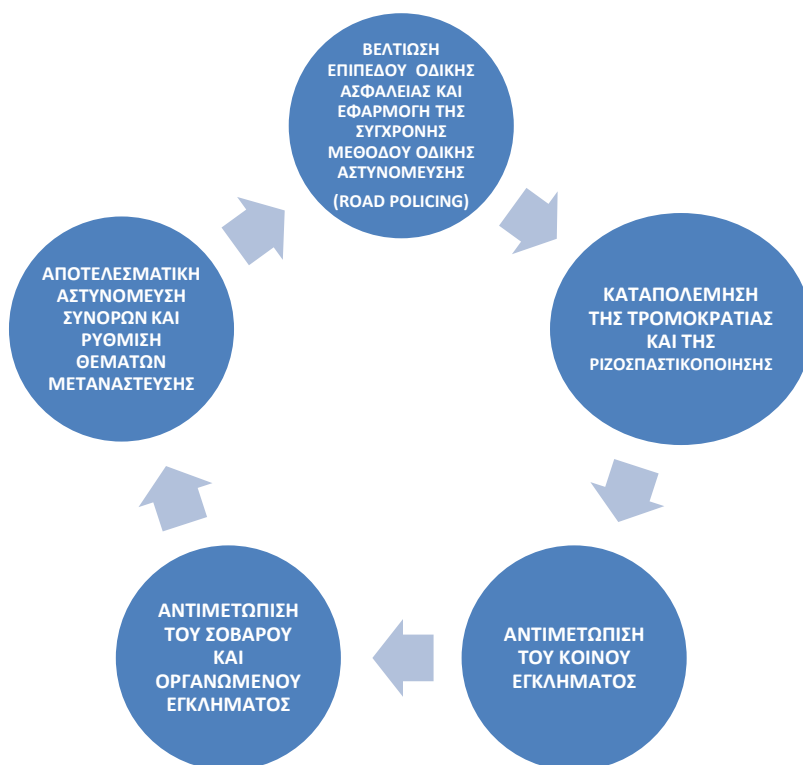 ΒΕΛΤΙΩΣΗ
ΕΠΙΠΕΔΟΥ ΟΔΙΚΗΣ
ΑΣΦΑΛΕΙΑΣ ΚΑΙ
ΕΦΑΡΜΟΓΗ ΤΗΣ
ΣΥΓΧΡΟΝΗΣ
ΜΕΘΟΔΟΥ ΟΔΙΚΗΣ
ΑΣΤΥΝΟΜΕΥΣΗΣ
(ROAD POLICING)
ΚΑΤΑΠΟΛΕΜΗΣΗ
ΤΗΣ ΤΡΟΜΟΚΡΑΤΙΑΣ
ΚΑΙ ΤΗΣ
ΡΙΖΟΣΠΑΣΤΙΚΟΠΟΙΗΣΗΣ
ΑΝΤΙΜΕΤΩΠΙΣΗ
ΤΟΥ ΚΟΙΝΟΥ
ΕΓΚΛΗΜΑΤΟΣ
ΑΝΤΙΜΕΤΩΠΙΣΗ
ΤΟΥ ΣΟΒΑΡΟΥ
ΚΑΙ
ΟΡΓΑΝΩΜΕΝΟΥ
ΕΓΚΛΗΜΑΤΟΣ
ΑΠΟΤΕΛΕΣΜΑΤΙΚΗ
ΑΣΤΥΝΟΜΕΥΣΗ
ΣΥΝΟΡΩΝ ΚΑΙ
ΡΥΘΜΙΣΗ
ΘΕΜΑΤΩΝ
ΜΕΤΑΝΑΣΤΕΥΣΗΣ